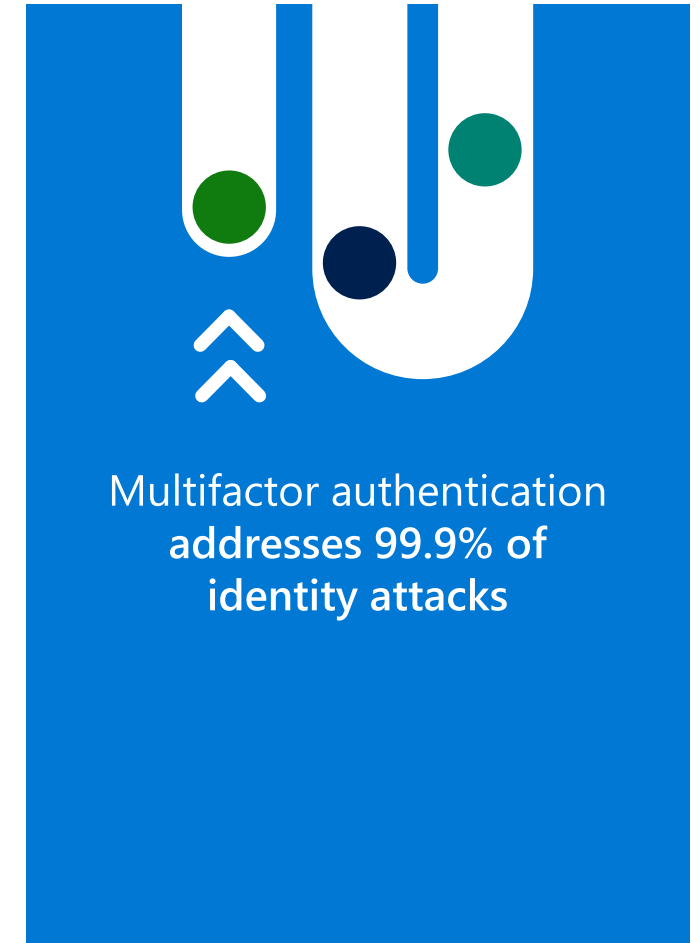 Multifactor authentication
addresses 99.9% of
identity attacks